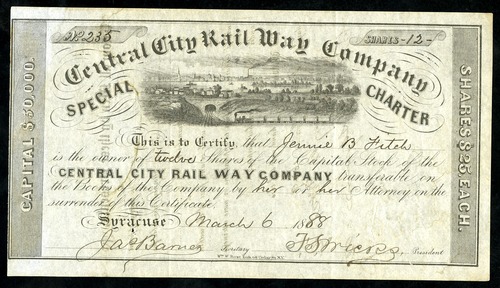 No. 235
SHARES -12-
Central City Rail Way Company
SPECIAL CHARTER
CAPITAL $50,000.
SHARES $25 EACH.
This is to Certify, that Jennie B Fitch
is the owner of twelve Shares of the Capital Stock of the
CENTRAL CITY RAIL WAY COMPANY transferable on
the Books of the Company by her or her Attorney on the
surrender of this Certificate.
Syracuse March 6 1888
Jas Barnes Secretary
President